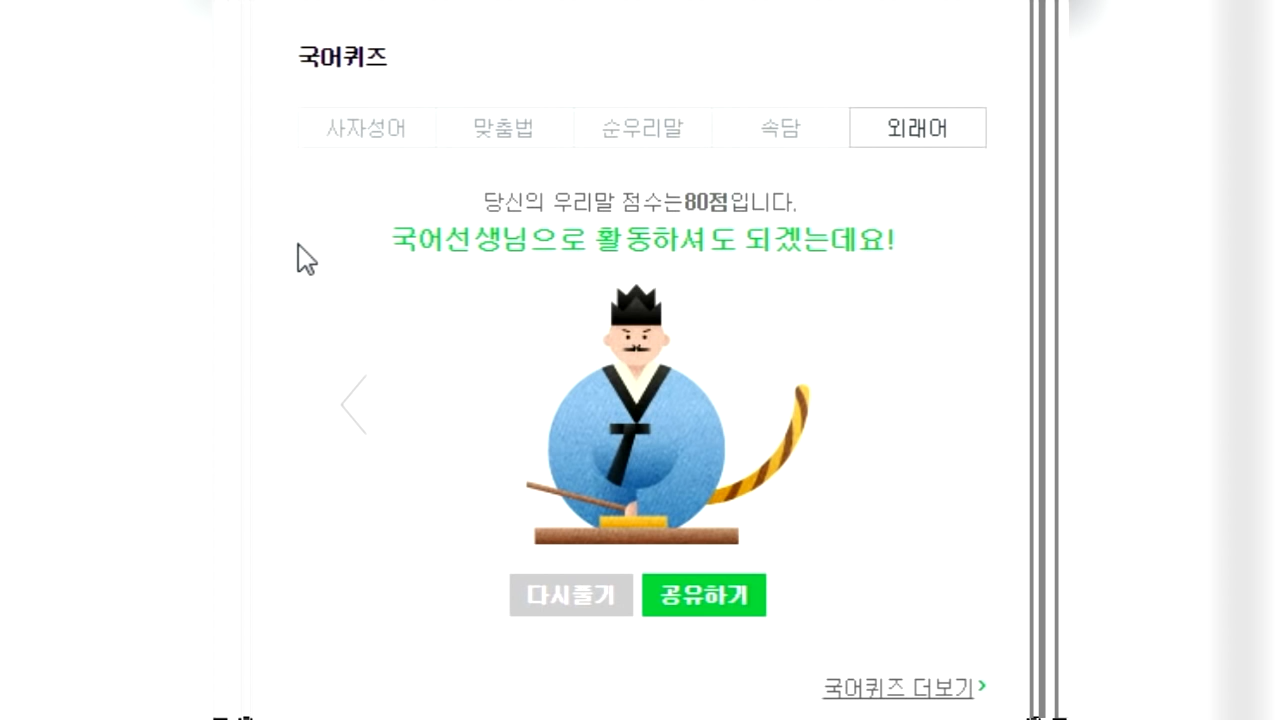 국어퀴즈
사자성어 맞춤법 순우리말 속담 외래어
당신의 우리말 점수는80점입니다.
국어선생님으로 활동하셔도 되겠는데요!
다시풀기 공유하기
국어퀴즈 더보기